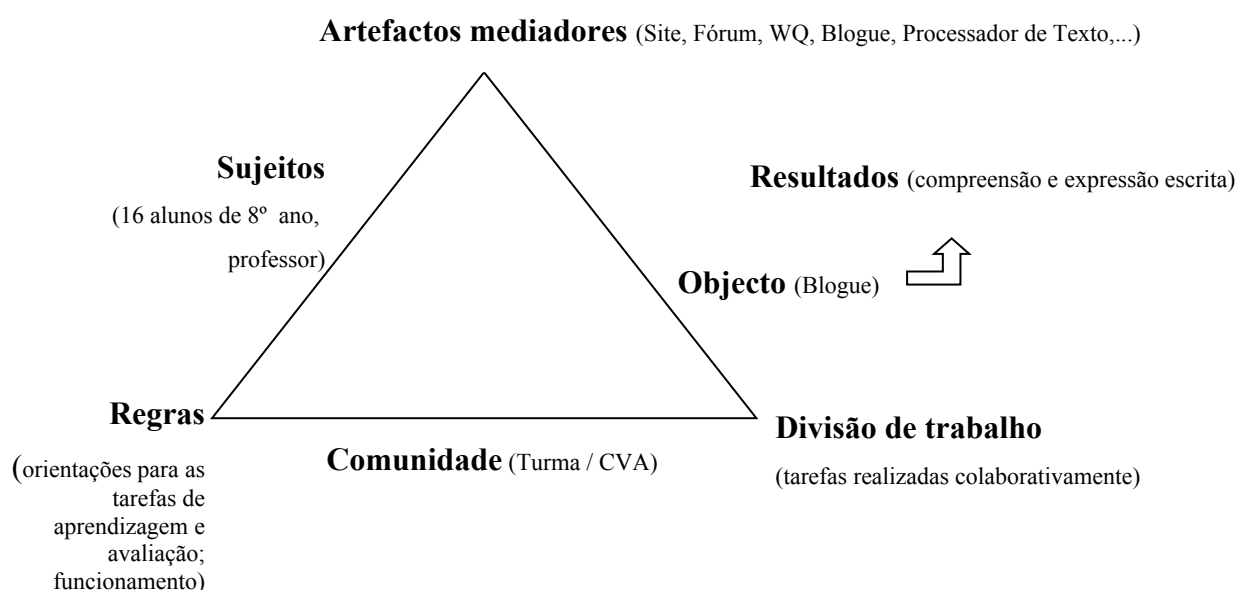 Artefactos mediadores (Site, Fórum, WQ, Blogue, Processador de Texto,...)
Sujeitos
(16 alunos de 8º ano,
professor)
Resultados (compreensão e expressão escrita)
Objecto (Blogue)
Regras
(orientações para as
tarefas de
aprendizagem e
avaliação;
funcionamento)
Comunidade (Turma / CVA)
Divisão de trabalho
(tarefas realizadas colaborativamente)